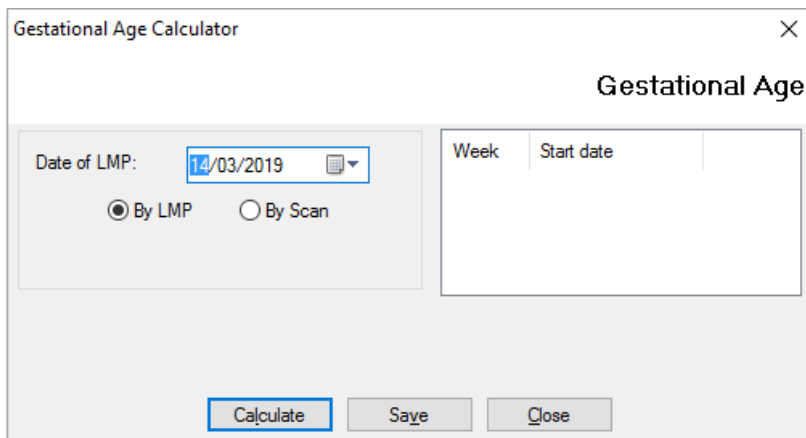 Gestational Age Calculator
Gestational Age
Date of LMP: 14/03/2019
By LMP By Scan
Week Start date
Calculate Save Close